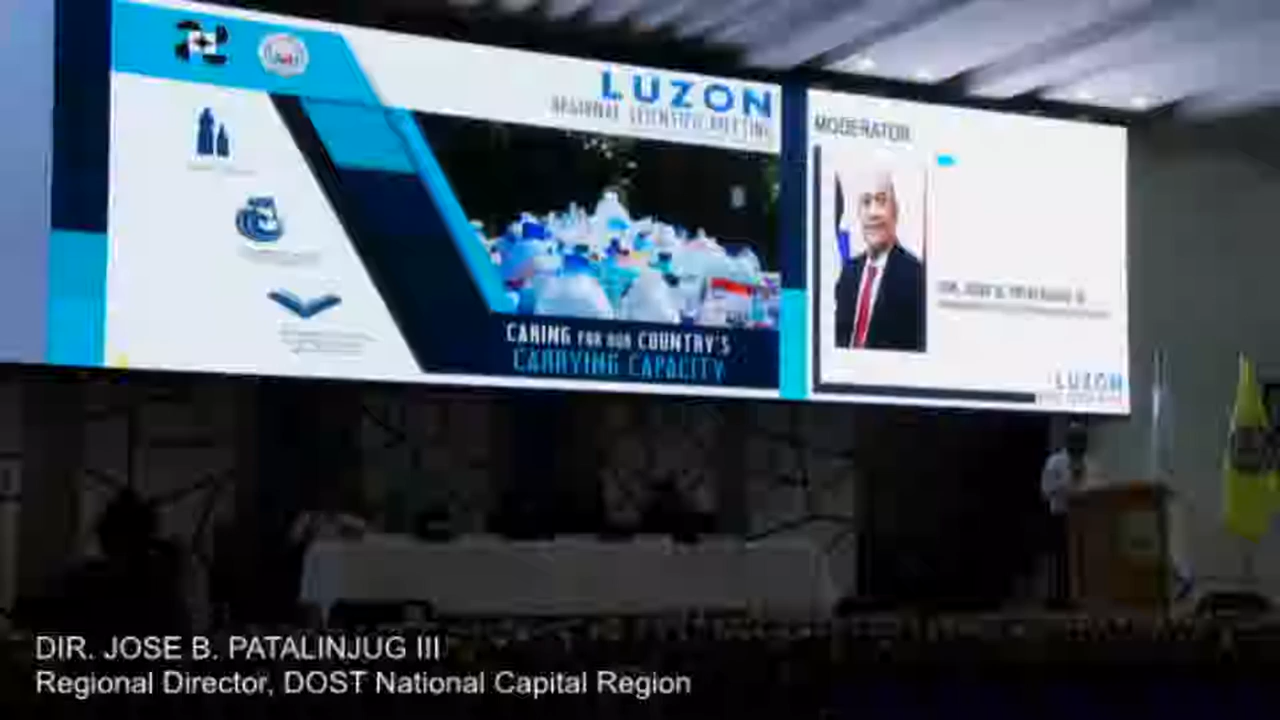 LUZON
REGIONAL SCIENTIFIC MEETING
CARING FOR OUR COUNTRY'S
CARRYING CAPACITY
MODERATOR
LUZON
DIR. JOSE B. PATALINJUG III
Regional Director, DOST National Capital Region